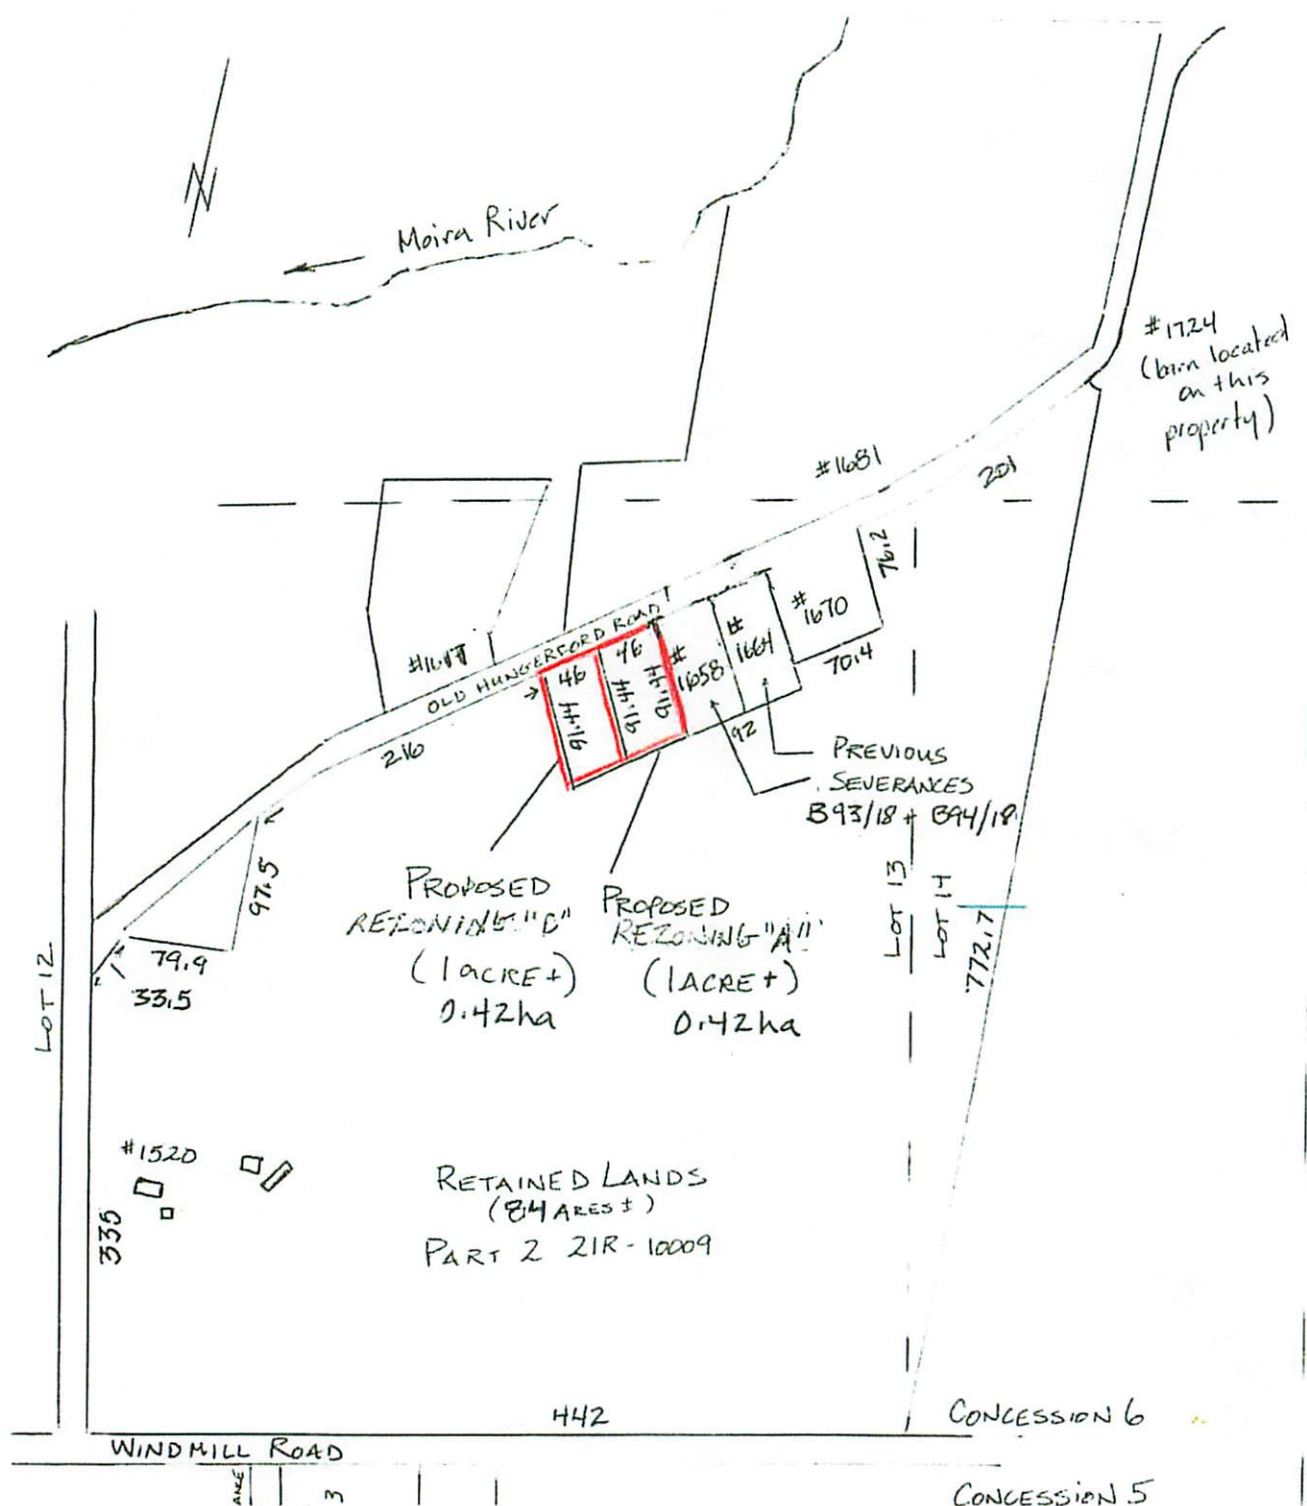 N
Moira River
#1724
(barn located
on this
property)
#1681
201
76.2
#
1670
70.4
#
1664
#
1658
OLD HUNGERFORD ROAD
46
46
91.44
91.44
91.44
92
216
PREVIOUS
SEVERANCES
B93/18 + B94/18
97.5
79.9
33.5
PROPOSED
REZONING
(1 ACRE±)
0.42ha
PROPOSED
REZONING "A"
(1 ACRE±)
0.42ha
LOT 13
LOT 14
772.7
LOT 12
#1520
335
RETAINED LANDS
(84 ARES ±)
PART 2 21R-10009
442
CONCESSION 6
WINDMILL ROAD
ANCE
3
CONCESSION 5